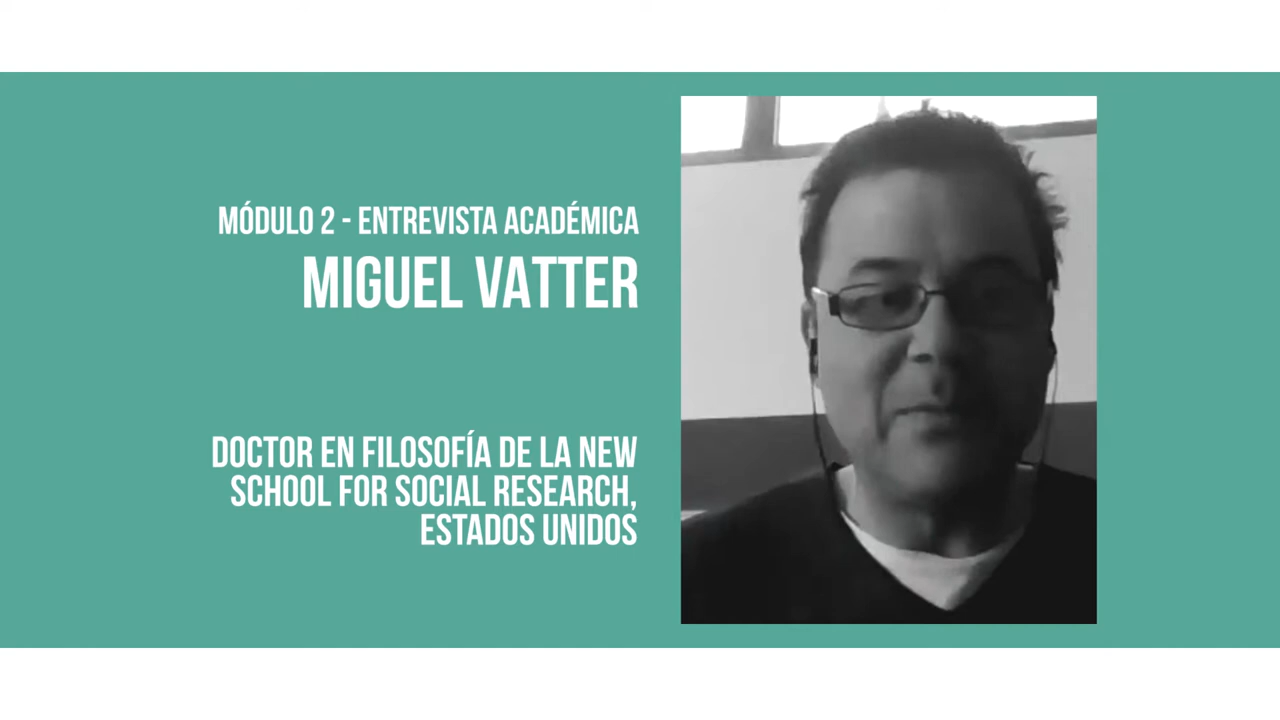 MÓDULO 2 - ENTREVISTA ACADÉMICA
MIGUEL VATTER
DOCTOR EN FILOSOFÍA DE LA NEW
SCHOOL FOR SOCIAL RESEARCH,
ESTADOS UNIDOS